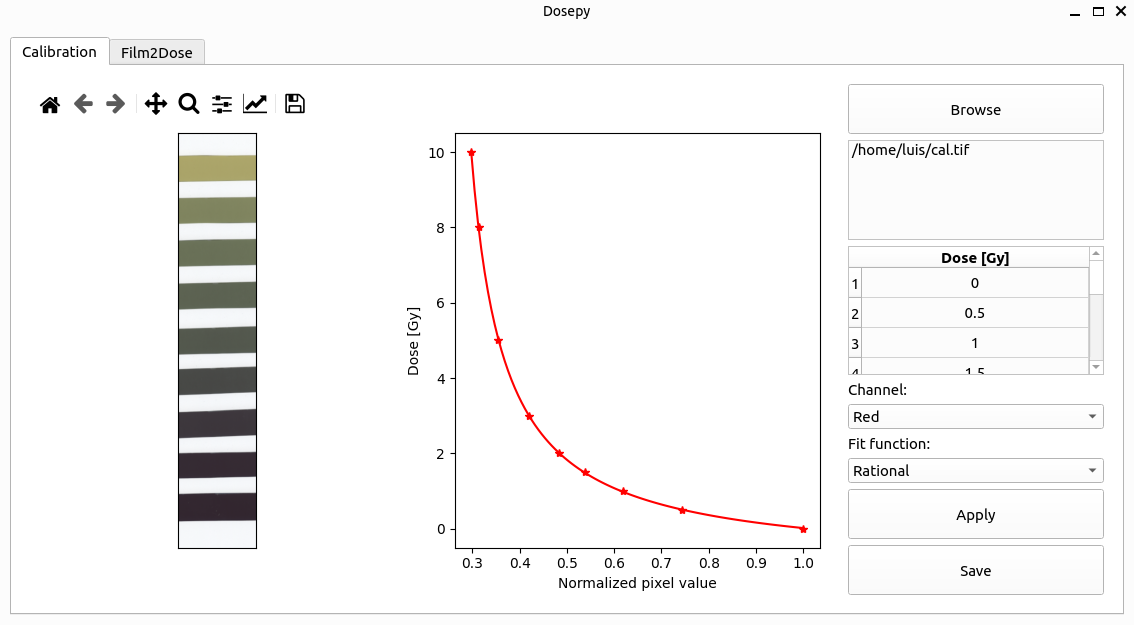 Dosepy
Calibration
Film2Dose
10
8
6
4
2
0
Dose [Gy]
0.3 0.4 0.5 0.6 0.7 0.8 0.9 1.0
Normalized pixel value
Browse
/home/luis/cal.tif
Dose [Gy]
1 0
2 0.5
3 1
4 1.5
Channel:
Red
Fit function:
Rational
Apply
Save